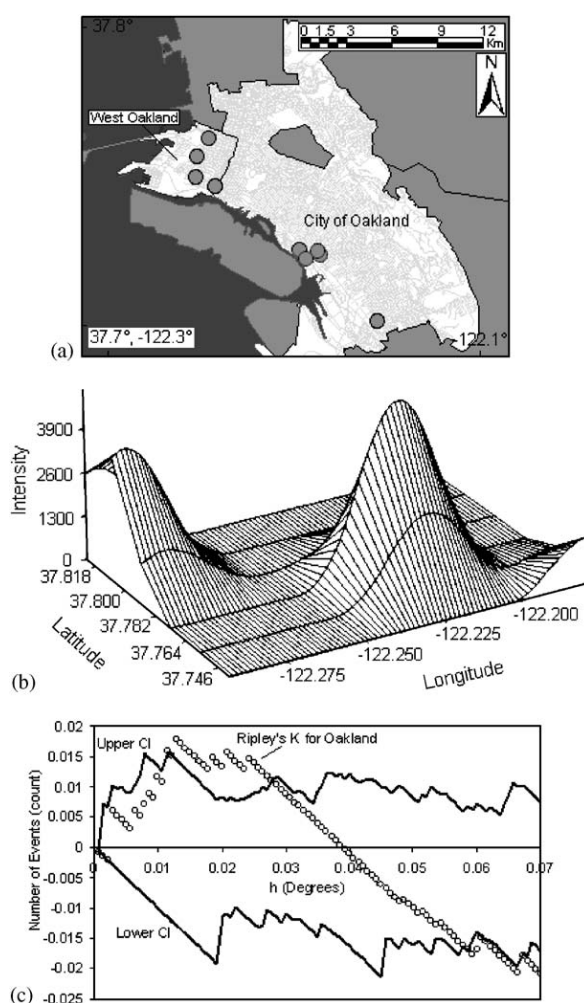 37.8°
0 1.5 3 6 9 12
Km
N
West Oakland
City of Oakland
37.7°, -122.3°
122.1°
(a)
Intensity
3900
2600
1300
0
37.818
37.800
37.782
37.764
37.746
Latitude
-122.275
-122.250
-122.225
-122.200
Longitude
(b)
Number of Events (count)
0.02
0.015
0.01
0.005
0
-0.005
-0.01
-0.015
-0.02
-0.025
Upper CI
Ripley's K for Oakland
0 0.01 0.02 0.03 0.04 0.05 0.06 0.07
h (Degrees)
Lower CI
(c)